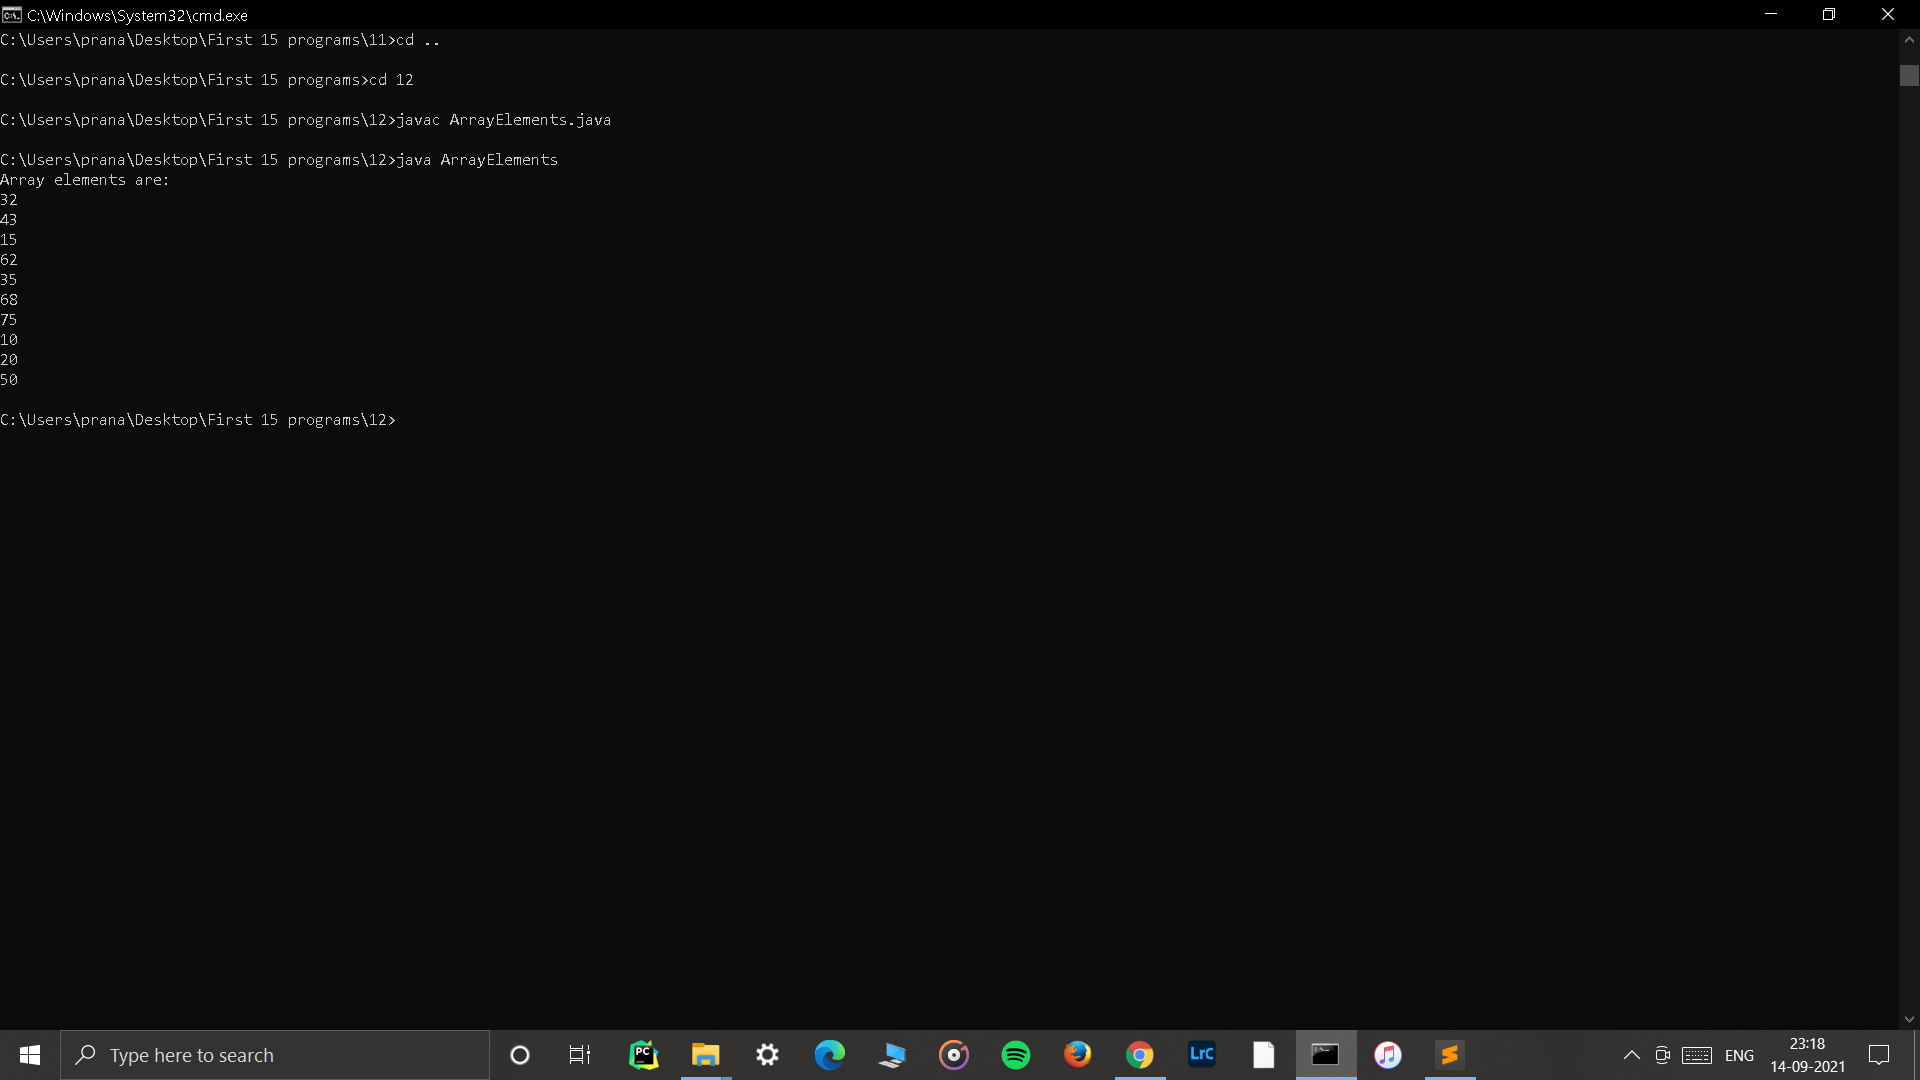 C:\Windows\System32\cmd.exe
C:\Users\prana\Desktop\First 15 programs\11>cd ..
C:\Users\prana\Desktop\First 15 programs>cd 12
C:\Users\prana\Desktop\First 15 programs\12>javac ArrayElements.java
C:\Users\prana\Desktop\First 15 programs\12>java ArrayElements
Array elements are:
32
43
15
62
35
68
75
10
20
50
C:\Users\prana\Desktop\First 15 programs\12>
Type here to search
PC
LrC
ENG
23:18
14-09-2021